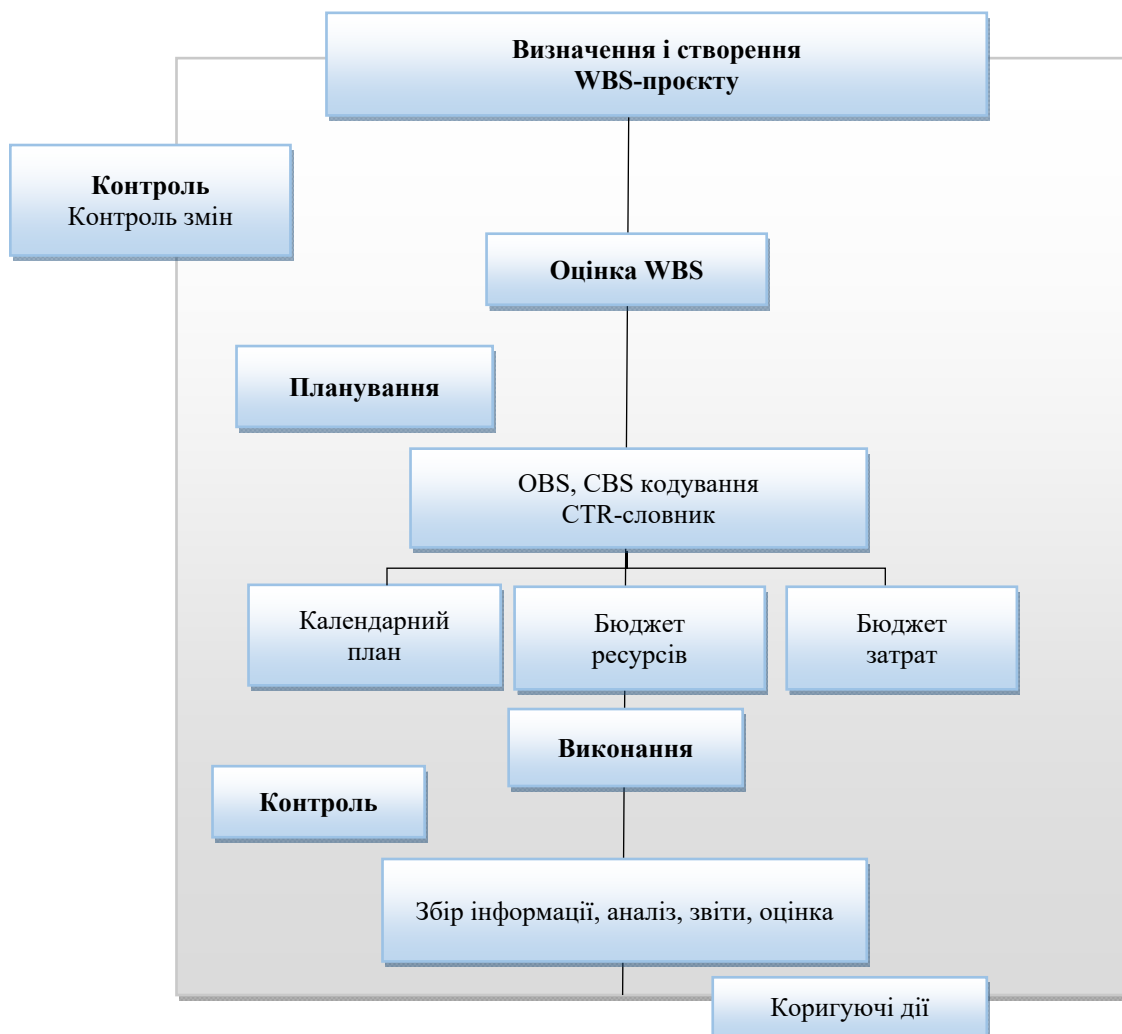 Визначення і створення
WBS-проєкту
Контроль
Контроль змін
Оцінка WBS
Планування
OBS, CBS кодування
CTR-словник
Календарний
план
Бюджет
ресурсів
Бюджет
затрат
Виконання
Контроль
Збір інформації, аналіз, звіти, оцінка
Коригуючі дії